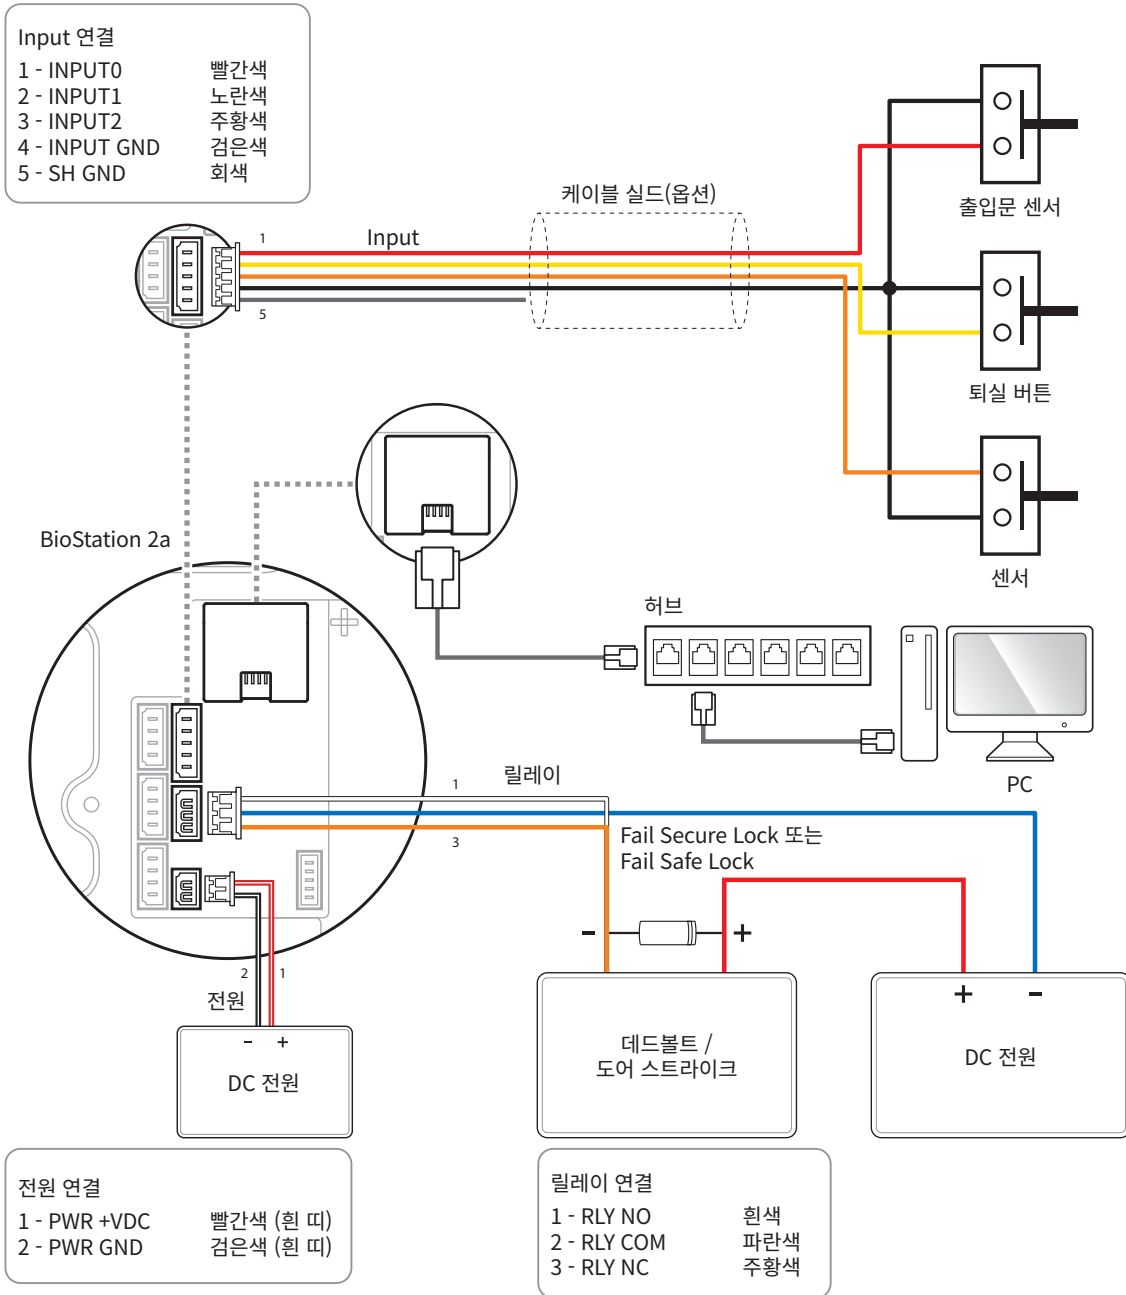 Input 연결
1 - INPUT0 빨간색
2 - INPUT1 노란색
3 - INPUT2 주황색
4 - INPUT GND 검은색
5 - SH GND 회색
케이블 실드(옵션)
출입문 센서
1
Input
5
퇴실 버튼
센서
BioStation 2a
허브
PC
릴레이
1
3
Fail Secure Lock 또는
Fail Safe Lock
- +
2 1
전원
- +
DC 전원
데드볼트 /
도어 스트라이크
+ -
DC 전원
전원 연결
1 - PWR +VDC 빨간색 (흰 띠)
2 - PWR GND 검은색 (흰 띠)
릴레이 연결
1 - RLY NO 흰색
2 - RLY COM 파란색
3 - RLY NC 주황색